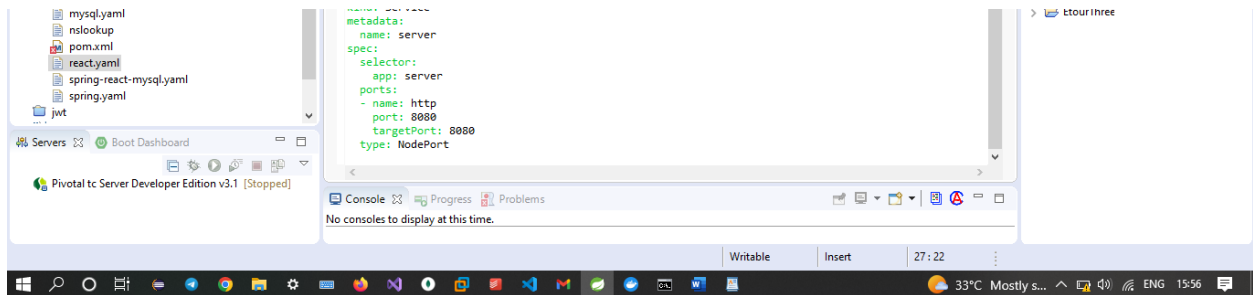 mysql.yaml
nslookup
pom.xml
react.yaml
spring-react-mysql.yaml
spring.yaml
jwt
Servers
Boot Dashboard
Pivotal tc Server Developer Edition v3.1 [Stopped]
kind: Service
metadata:
name: server
spec:
selector:
app: server
ports:
- name: http
port: 8080
targetPort: 8080
type: NodePort
Console
Progress
Problems
No consoles to display at this time.
EtourThree
Writable
Insert
27 : 22
33°C Mostly s...
ENG
15:56